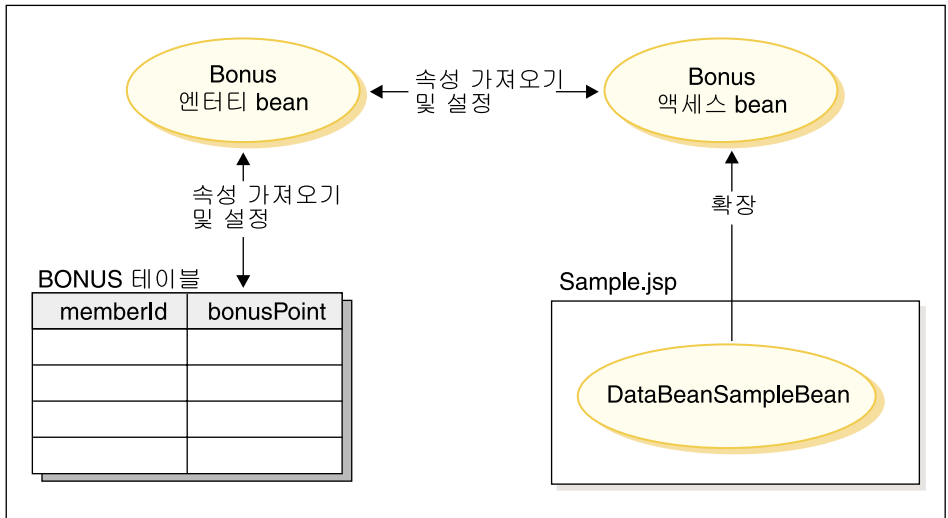 Bonus
엔터티 bean
속성 가져오기
및 설정
Bonus
액세스 bean
속성 가져오기
및 설정
확장
BONUS 테이블
memberId bonusPoint
Sample.jsp
DataBeanSampleBean